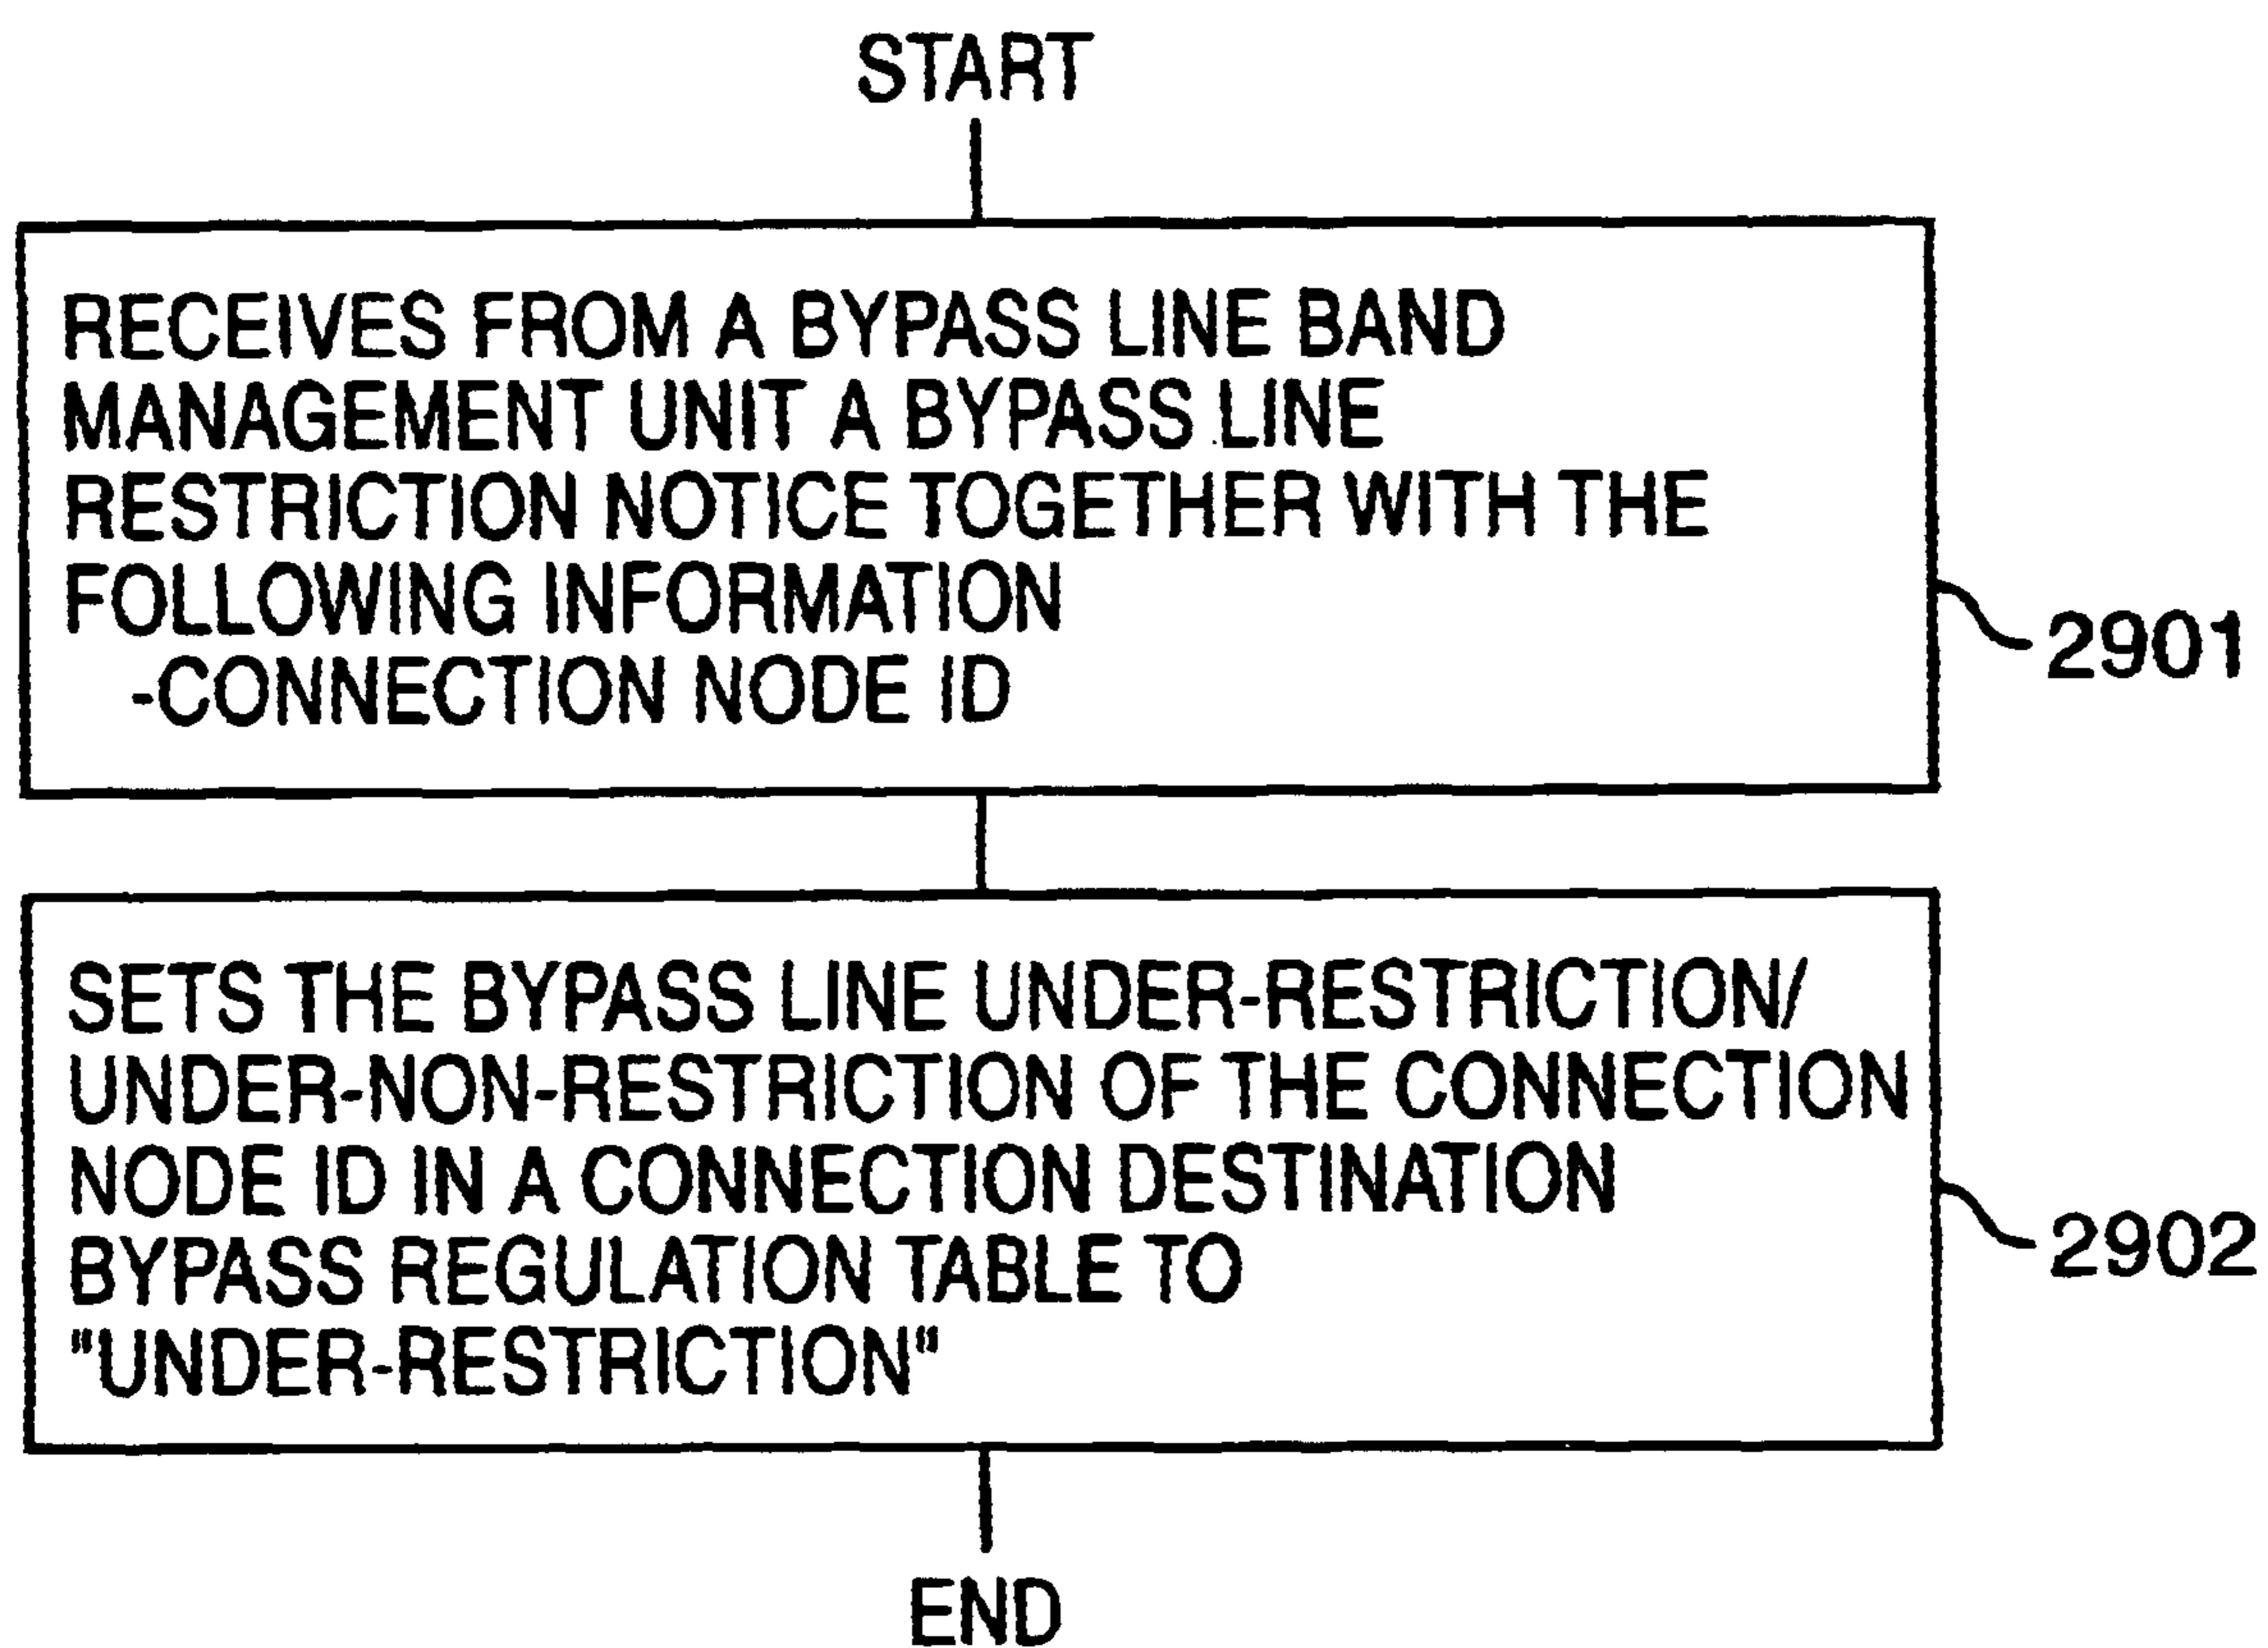 START
RECEIVES FROM A BYPASS LINE BAND
MANAGEMENT UNIT A BYPASS LINE
RESTRICTION NOTICE TOGETHER WITH THE
FOLLOWING INFORMATION
-CONNECTION NODE ID
2901
SETS THE BYPASS LINE UNDER-RESTRICTION/
UNDER-NON-RESTRICTION OF THE CONNECTION
NODE ID IN A CONNECTION DESTINATION
BYPASS REGULATION TABLE TO
"UNDER-RESTRICTION"
2902
END